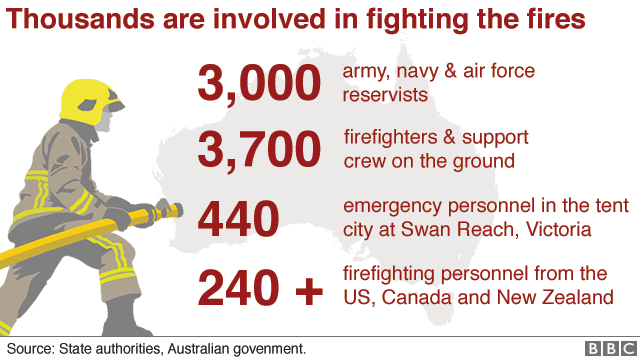 Thousands are involved in fighting the fires
3,000 army, navy & air force
reservists
3,700 firefighters & support
crew on the ground
440 emergency personnel in the tent
city at Swan Reach, Victoria
240 + firefighting personnel from the
US, Canada and New Zealand
Source: State authorities, Australian govenment. BBC